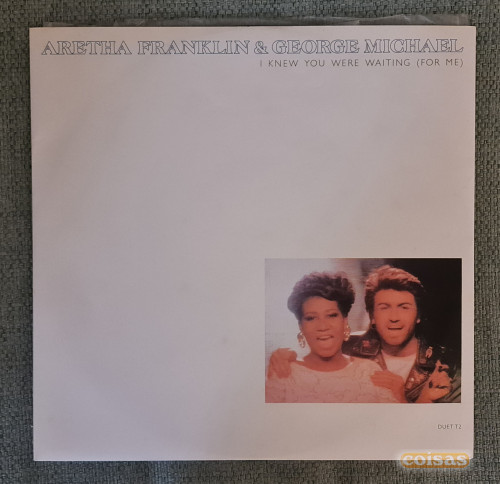 ARETHA FRANKLIN & GEORGE MICHAEL
I KNEW YOU WERE WAITING (FOR ME)
DUET T2
coisas